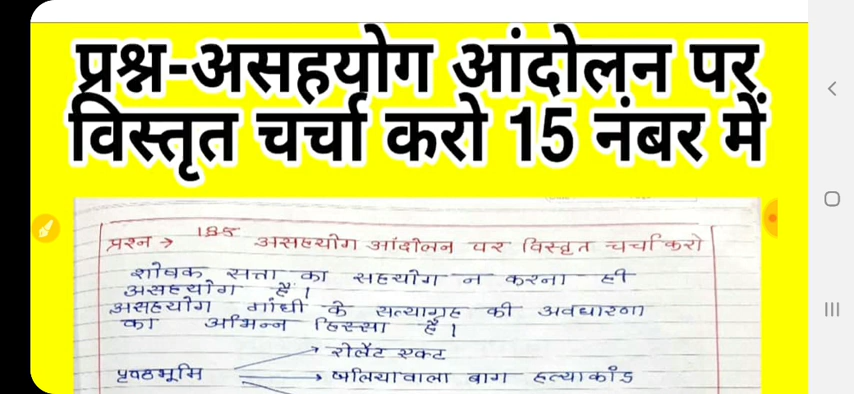 प्रश्न-असहयोग आंदोलन पर
विस्तृत चर्चा करो 15 नंबर में
प्रश्न → 185 असहयोग आंदोलन पर विस्तृत चर्चा करो
शोषक सत्ता का सहयोग न करना ही
असहयोग है।
असहयोग गांधी के सत्याग्रह की अवधारणा
का अभिन्न हिस्सा है।
→ रोलेट एक्ट
पृष्ठभूमि → जलियावाला बाग हत्याकांड